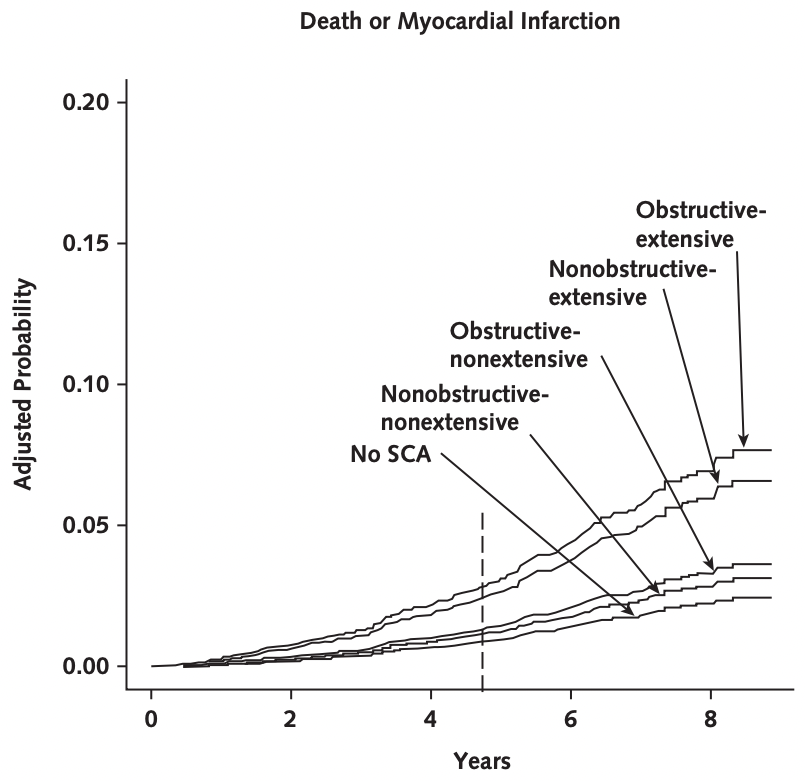 Death or Myocardial Infarction
0.20
0.15
0.10
0.05
0.00
Adjusted Probability
Obstructive-
extensive
Nonobstructive-
extensive
Obstructive-
nonextensive
Nonobstructive-
nonextensive
No SCA
0 2 4 6 8
Years